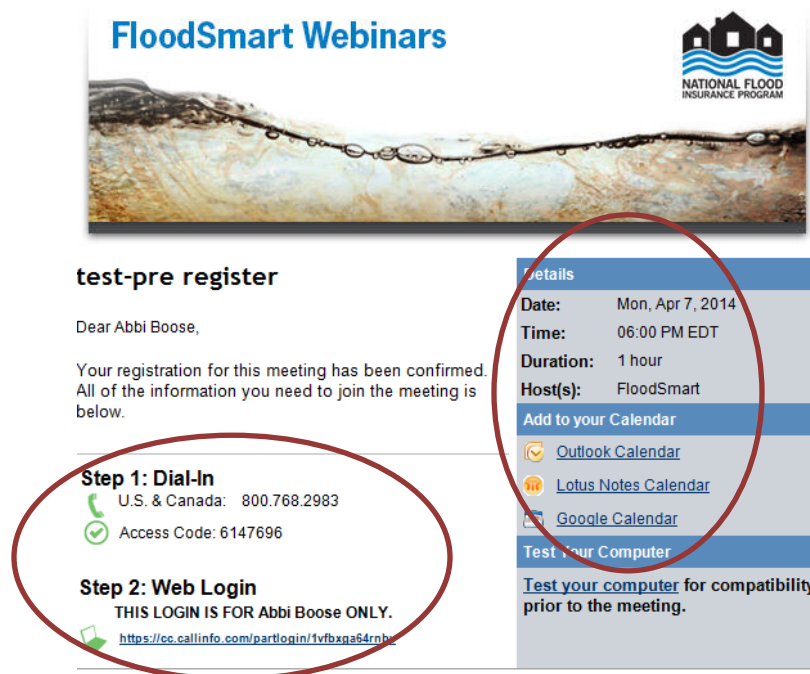 FloodSmart Webinars
NATIONAL FLOOD
INSURANCE PROGRAM
test-pre register
Dear Abbi Boose,
Your registration for this meeting has been confirmed.
All of the information you need to join the meeting is
below.
Step 1: Dial-In
U.S. & Canada: 800.768.2983
Access Code: 6147696
Step 2: Web Login
THIS LOGIN IS FOR Abbi Boose ONLY.
Details
Date: Mon, Apr 7, 2014
Time: 06:00 PM EDT
Duration: 1 hour
Host(s): FloodSmart
Add to your Calendar
Outlook Calendar
Lotus Notes Calendar
Google Calendar
Test Your Computer
Test your computer for compatibility
prior to the meeting.